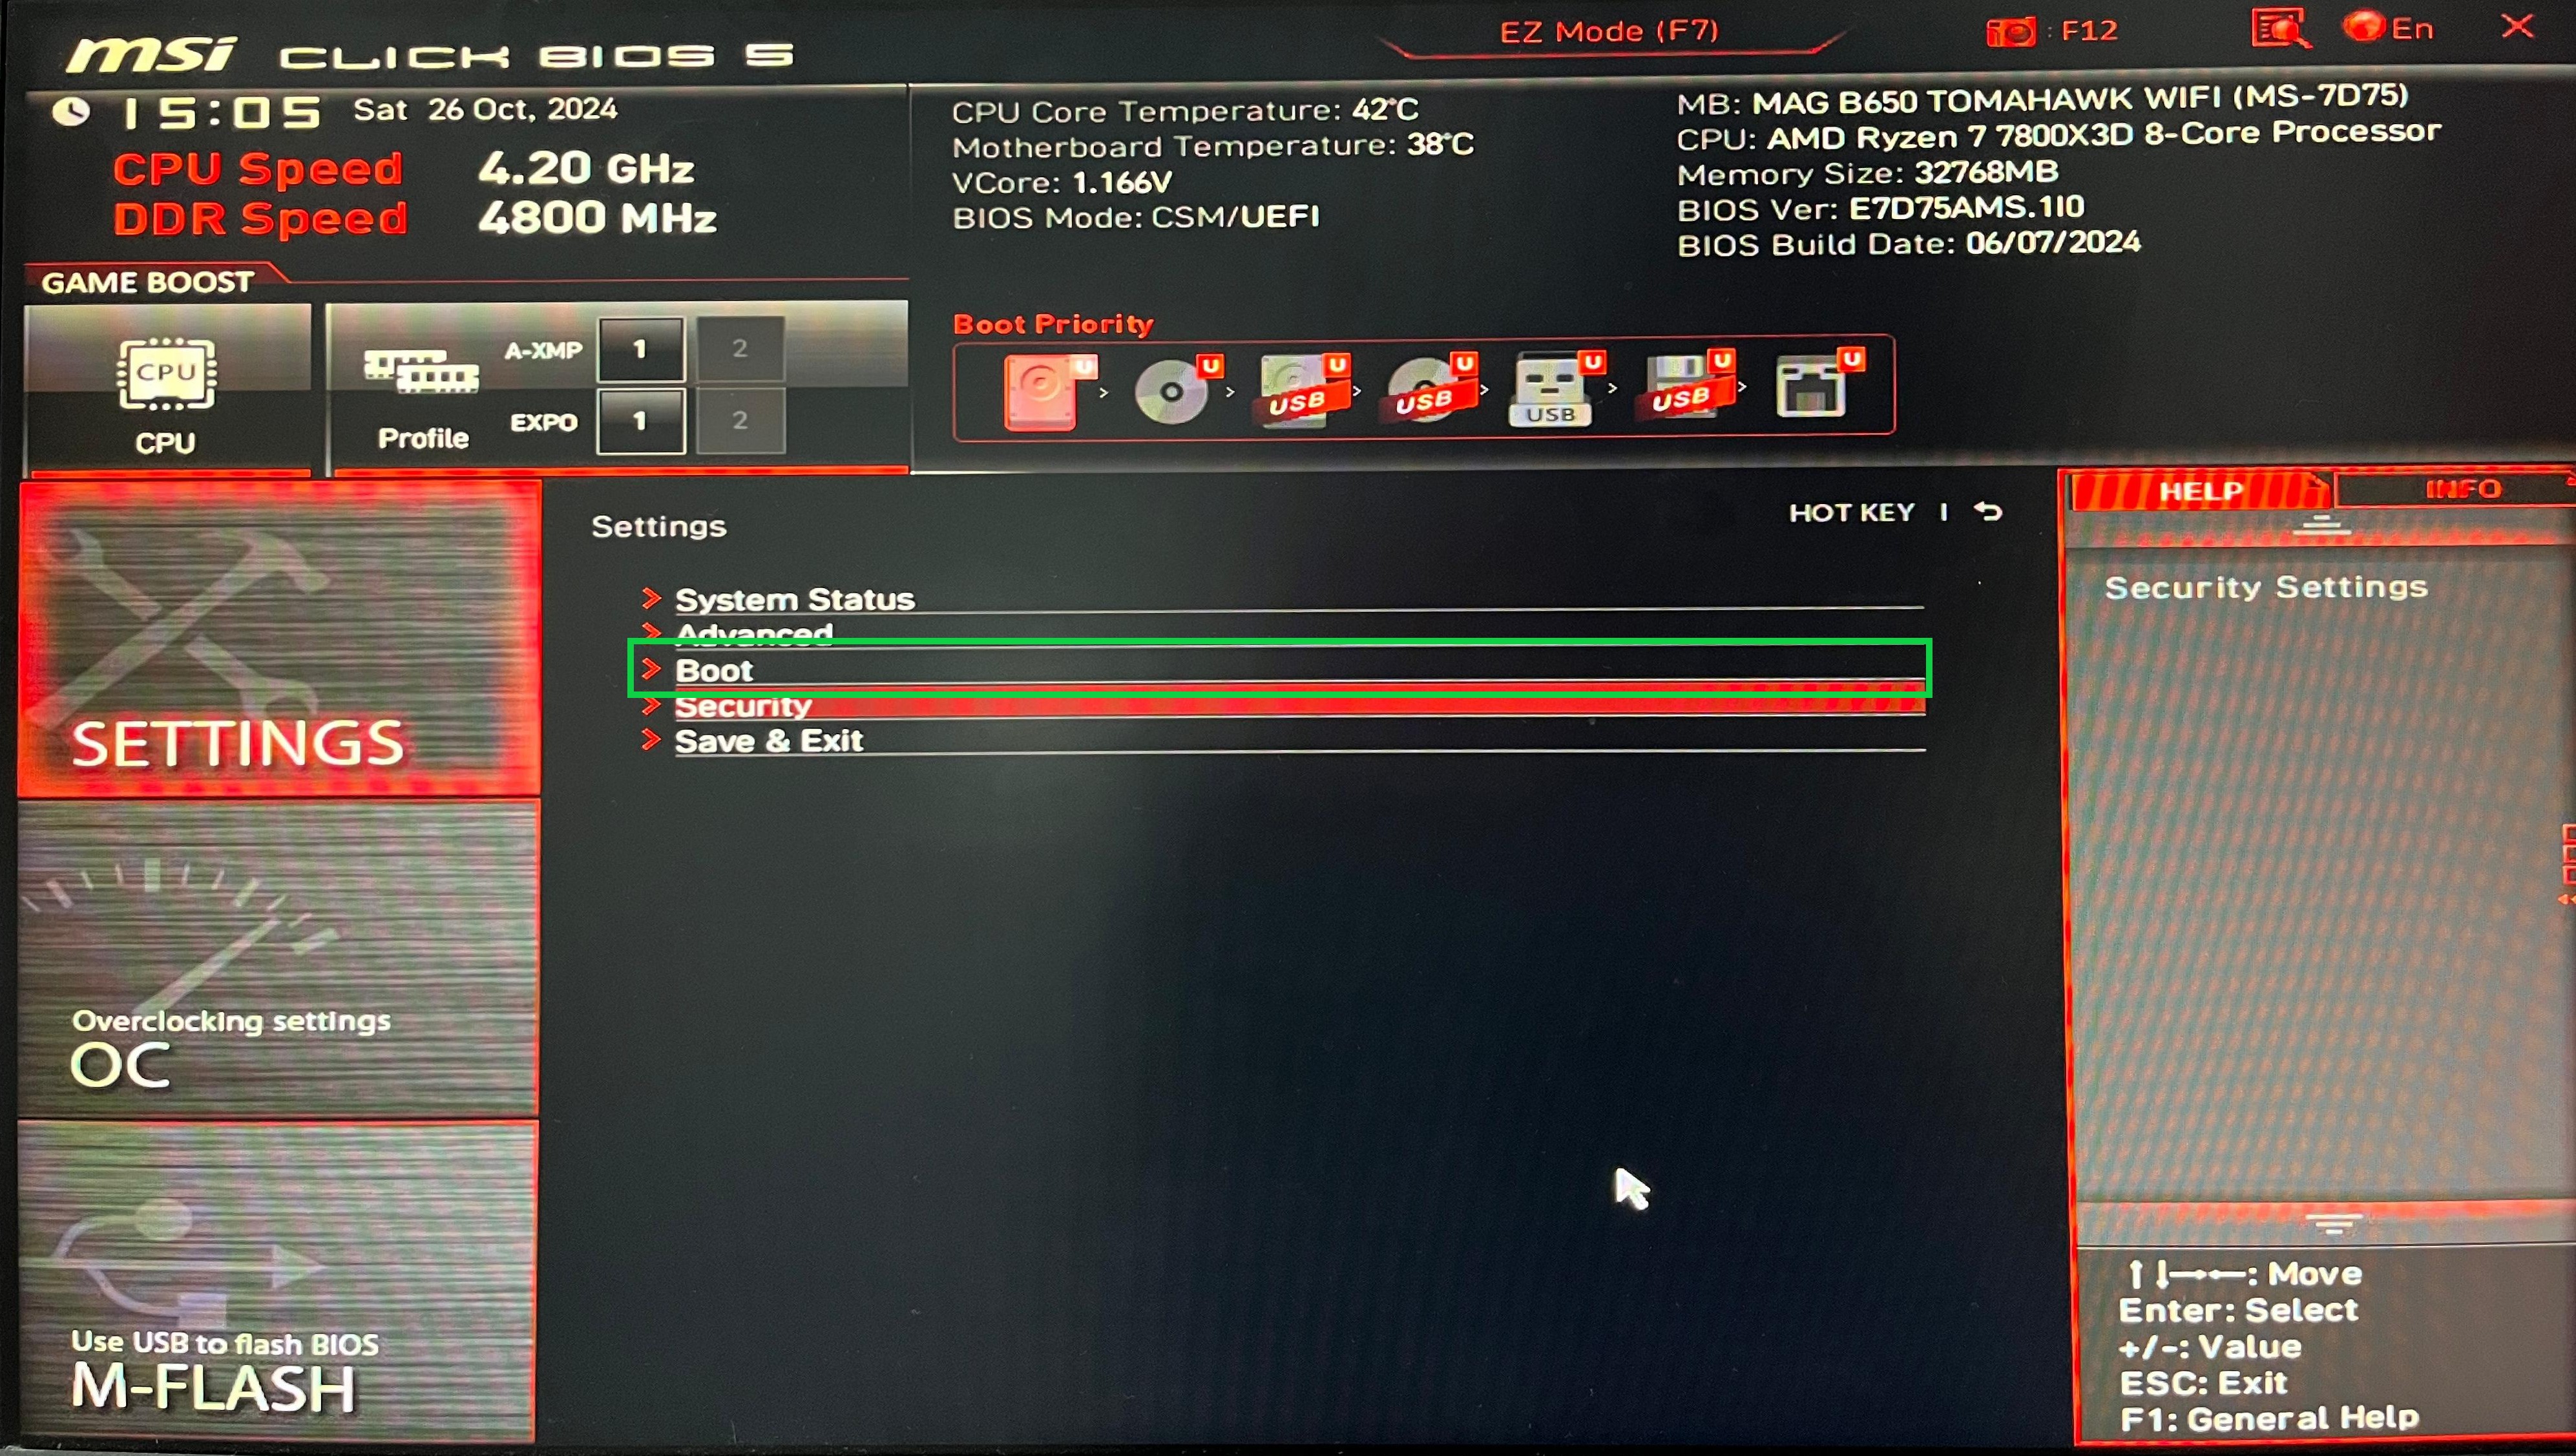 msi CLICK BIOS 5
EZ Mode (F7)
: F12
En
15:05 Sat 26 Oct, 2024
CPU Speed 4.20 GHz
DDR Speed 4800 MHz
CPU Core Temperature: 42°C
Motherboard Temperature: 38°C
VCore: 1.166V
BIOS Mode: CSM/UEFI
MB: MAG B650 TOMAHAWK WIFI (MS-7D75)
CPU: AMD Ryzen 7 7800X3D 8-Core Processor
Memory Size: 32768MB
BIOS Ver: E7D75AMS.1I0
BIOS Build Date: 06/07/2024
GAME BOOST
CPU
CPU
Profile
A-XMP 1 2
EXPO 1 2
Boot Priority
U U U U U U U
USB USB USB USB
SETTINGS
Overclocking settings
OC
Use USB to flash BIOS
M-FLASH
Settings
HOT KEY
System Status
Advanced
Boot
Security
Save & Exit
HELP INFO
Security Settings
↑↓→←: Move
Enter: Select
+/-: Value
ESC: Exit
F1: General Help